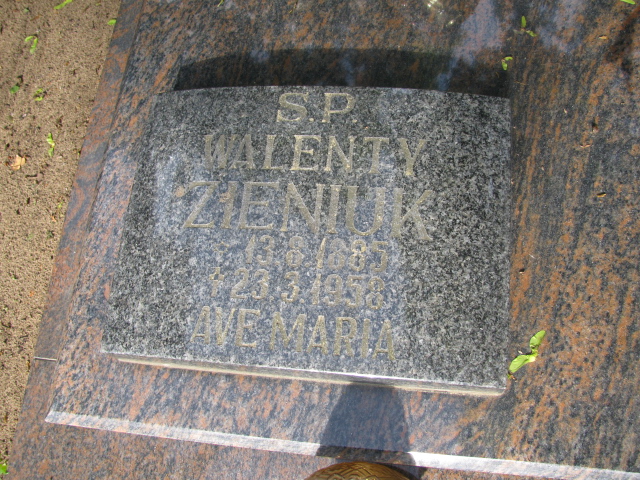 S.P.
WALENTY
ZIENIUK
* 13.8.1885
† 23.3.1958
AVE MARIA